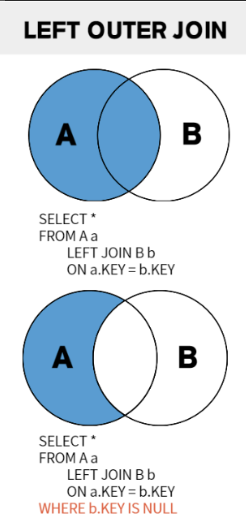 LEFT OUTER JOIN
A
B
SELECT *
FROM A a
LEFT JOIN B b
ON a.KEY = b.KEY
A
B
SELECT *
FROM A a
LEFT JOIN B b
ON a.KEY = b.KEY
WHERE b.KEY IS NULL